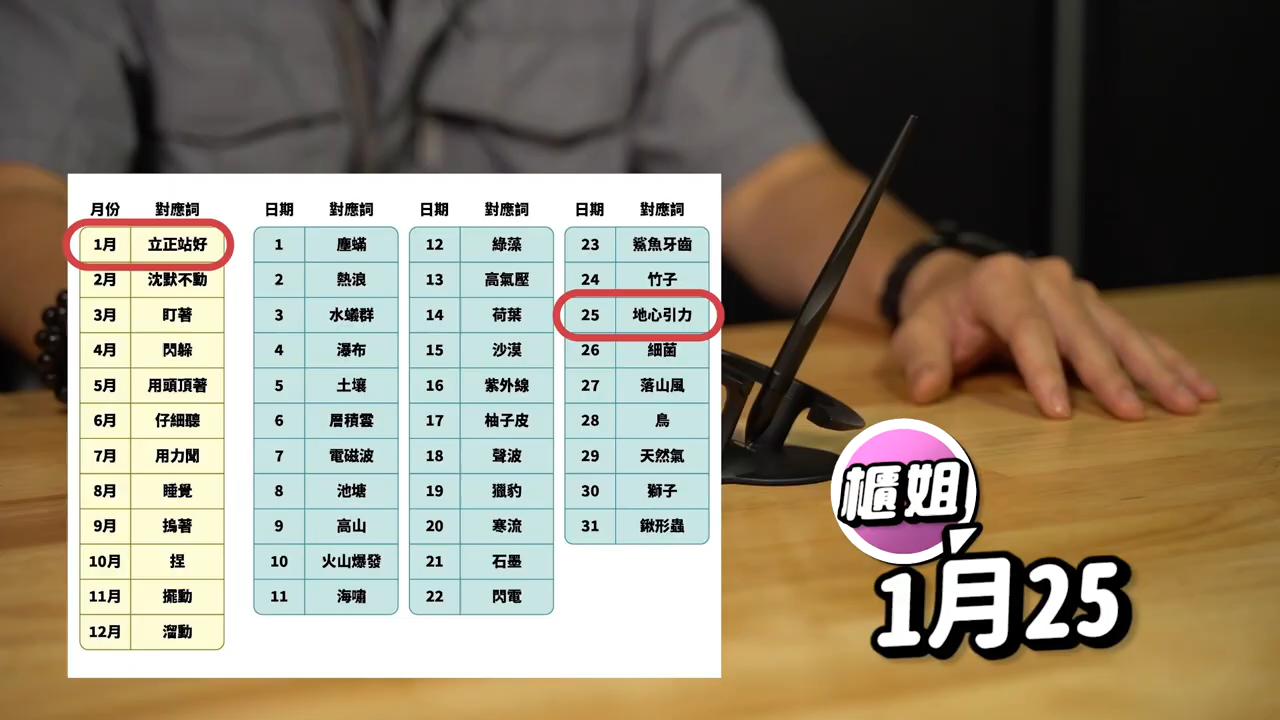 月份 對應詞
1月 立正站好
2月 沈默不動
3月 盯著
4月 閃躲
5月 用頭頂著
6月 仔細聽
7月 用力聞
8月 睡覺
9月 摀著
10月 捏
11月 擺動
12月 溜動
日期 對應詞
1 塵蟎
2 熱浪
3 水蟻群
4 瀑布
5 土壤
6 層積雲
7 電磁波
8 池塘
9 高山
10 火山爆發
11 海嘯
日期 對應詞
12 綠藻
13 高氣壓
14 荷葉
15 沙漠
16 紫外線
17 柚子皮
18 聲波
19 獵豹
20 寒流
21 石墨
22 閃電
日期 對應詞
23 鯊魚牙齒
24 竹子
25 地心引力
26 細菌
27 落山風
28 鳥
29 天然氣
30 獅子
31 鍬形蟲
櫃姐
1月25